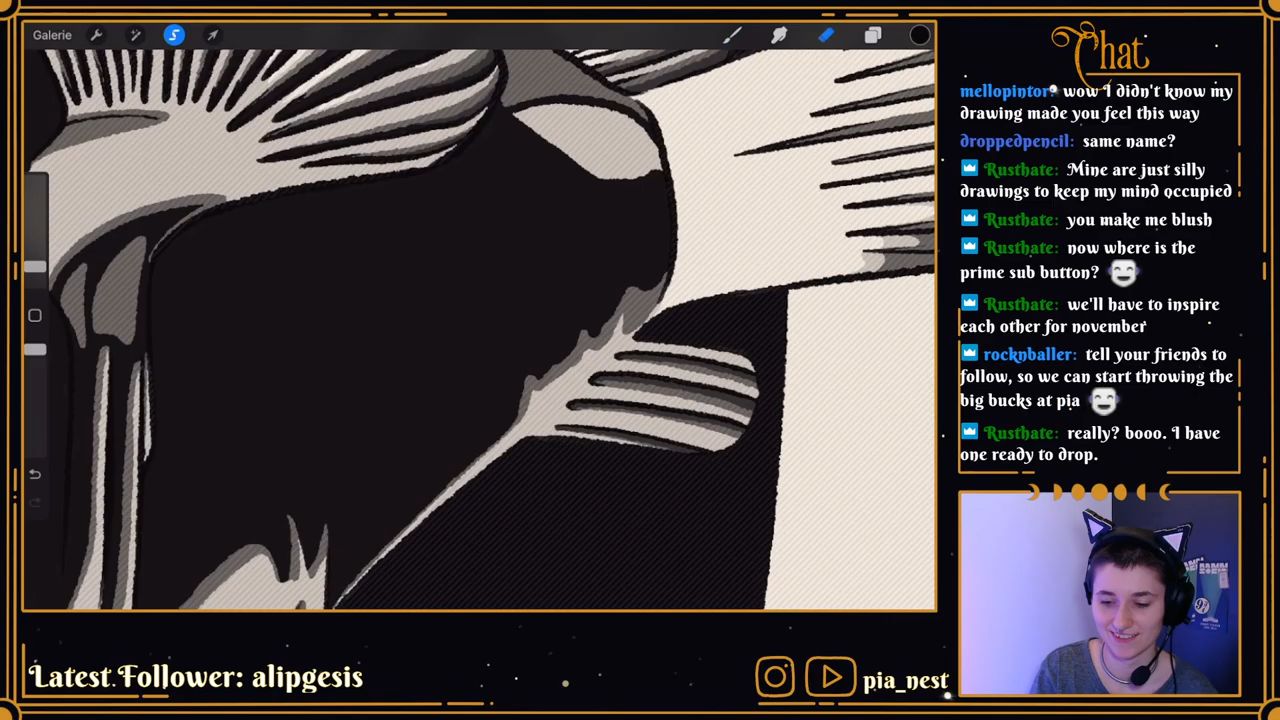 Galerie
Chat
mellopintor: wow I didn't know my
drawing made you feel this way
droppedpencil: same name?
Rusthate: Mine are just silly
drawings to keep my mind occupied
Rusthate: you make me blush
Rusthate: now where is the
prime sub button?
Rusthate: we'll have to inspire
each other for november
rocknballer: tell your friends to
follow, so we can start throwing the
big bucks at pia
Rusthate: really? booo. I have
one ready to drop.
Latest Follower: alipgesis
pia_nest